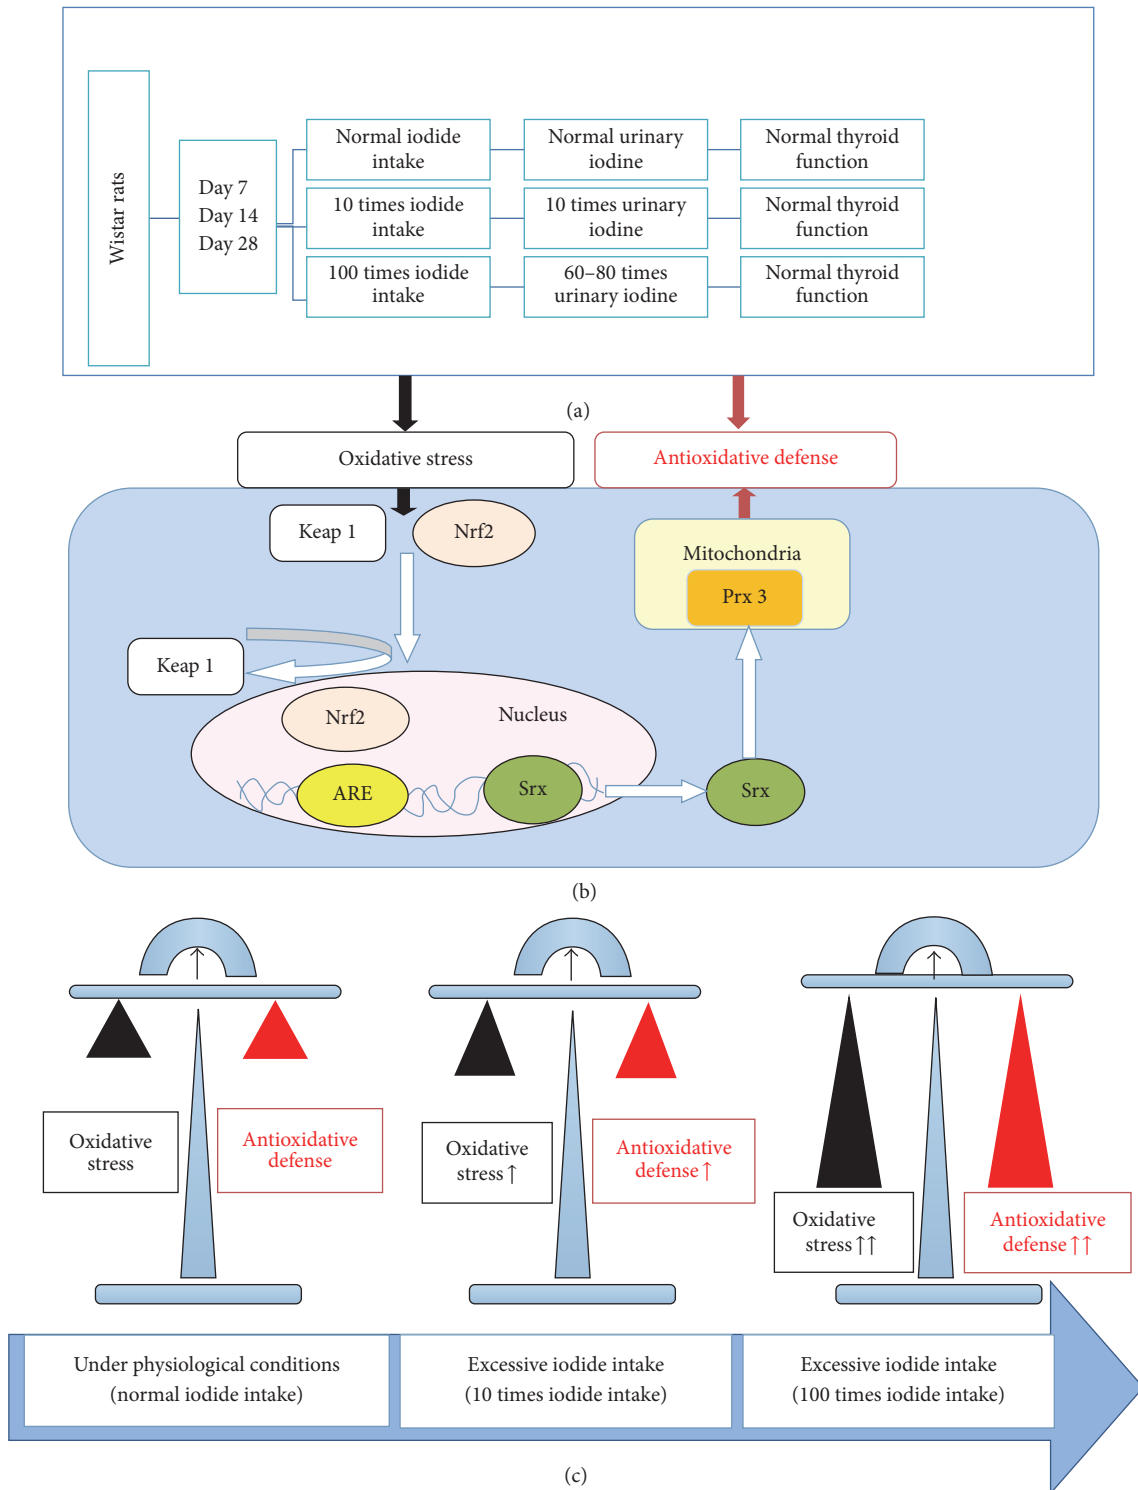 Wistar rats
Day 7
Day 14
Day 28
Normal iodide
intake
Normal urinary
iodine
Normal thyroid
function
10 times iodide
intake
10 times urinary
iodine
Normal thyroid
function
100 times iodide
intake
60–80 times
urinary iodine
Normal thyroid
function
(a)
Oxidative stress
Antioxidative defense
Keap 1
Nrf2
Mitochondria
Prx 3
Keap 1
Nrf2
Nucleus
ARE
Srx
Srx
(b)
Oxidative
stress
Antioxidative
defense
Oxidative
stress ↑
Antioxidative
defense ↑
Oxidative
stress ↑↑
Antioxidative
defense ↑↑
Under physiological conditions
(normal iodide intake)
Excessive iodide intake
(10 times iodide intake)
Excessive iodide intake
(100 times iodide intake)
(c)